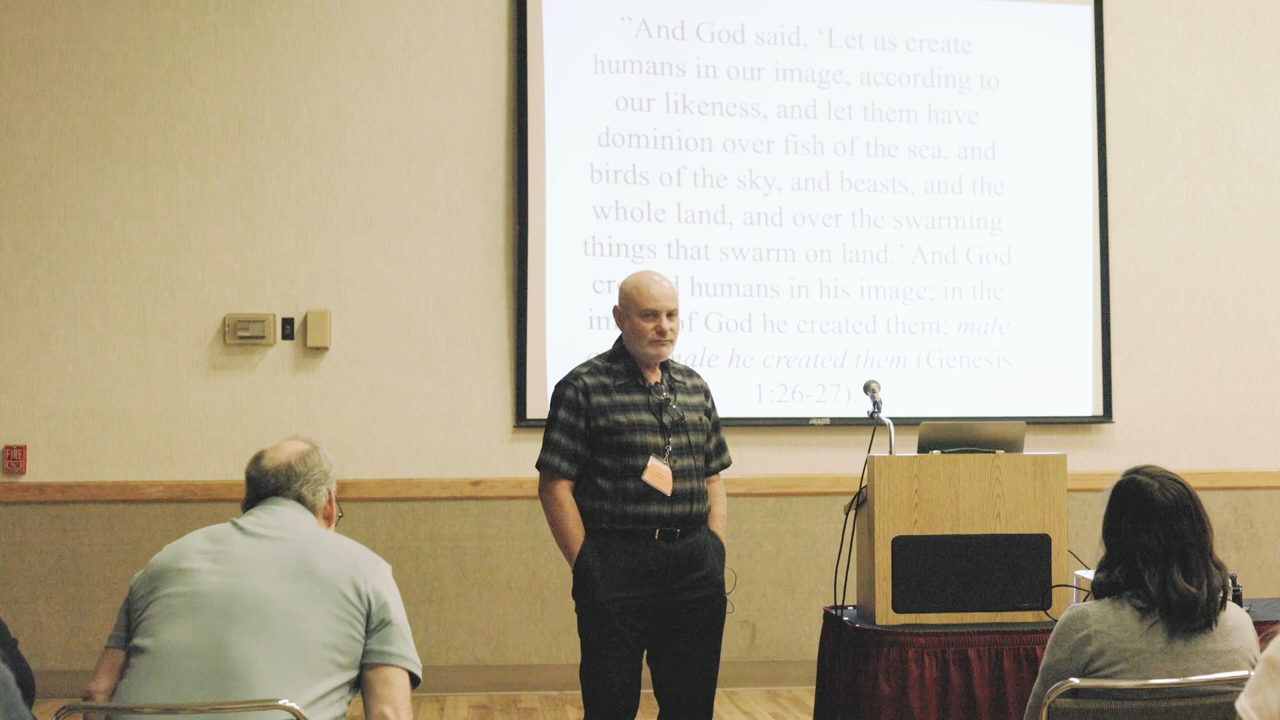 ”And God said, ‘Let us create
humans in our image, according to
our likeness, and let them have
dominion over fish of the sea, and
birds of the sky, and beasts, and the
whole land, and over the swarming
things that swarm on land.’ And God
humans in his image; in the
of God he created them; male
he created them (Genesis
1:26-27).
FIRE